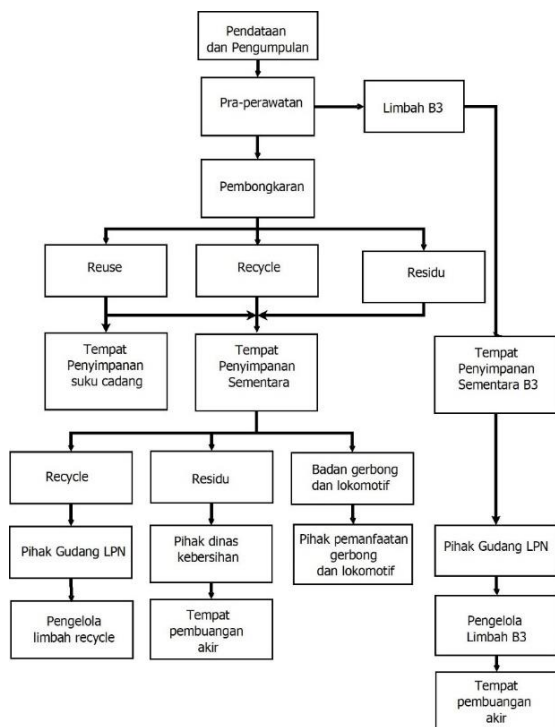 Pendataan
dan Pengumpulan
Pra-perawatan
Limbah B3
Pembongkaran
Reuse
Recycle
Residu
Tempat
Penyimpanan
suku cadang
Tempat
Penyimpanan
Sementara
Tempat
Penyimpanan
Sementara B3
Recycle
Residu
Badan gerbong
dan lokomotif
Pihak Gudang LPN
Pihak dinas
kebersihan
Pihak pemanfaatan
gerbong
dan lokomotif
Pihak Gudang LPN
Pengelola
limbah recycle
Tempat
pembuangan
akir
Pengelola
Limbah B3
Tempat
pembuangan
akir